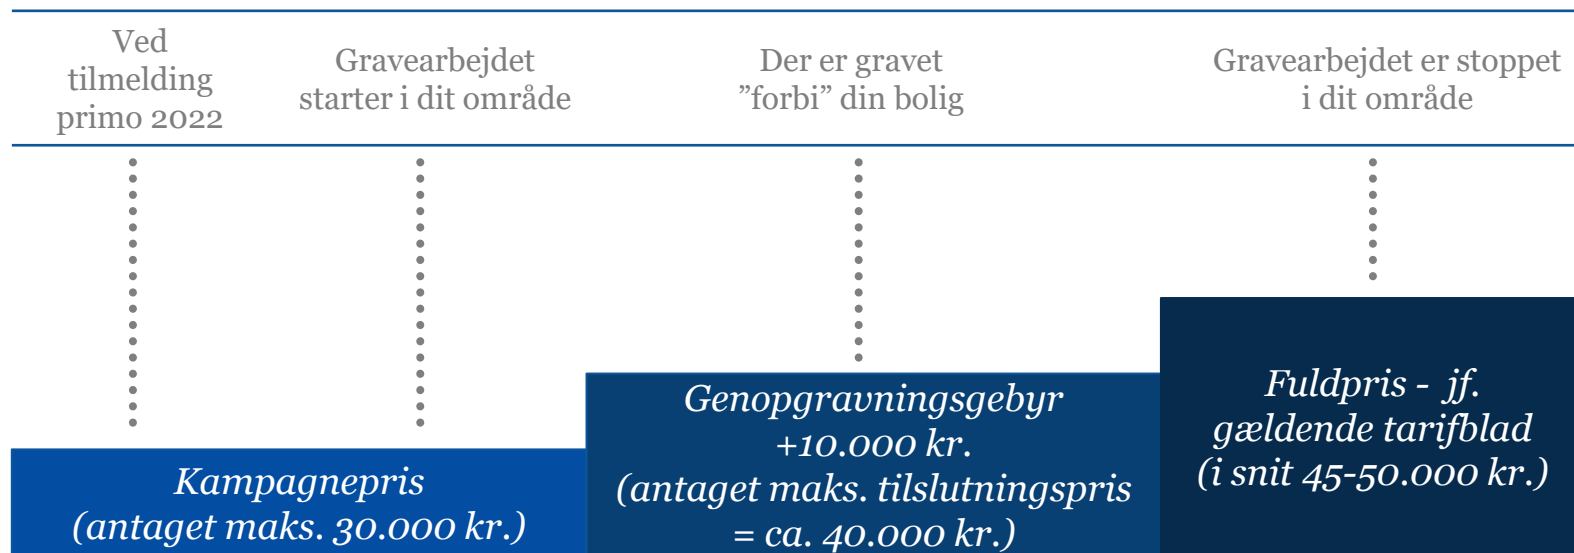 Ved
tilmelding
primo 2022
Gravearbejdet
starter i dit område
Der er gravet
”forbi” din bolig
Gravearbejdet er stoppet
i dit område
Kampagnepris
(antaget maks. 30.000 kr.)
Genopgravningsgebyr
+10.000 kr.
(antaget maks. tilslutningspris
= ca. 40.000 kr.)
Fuldpris - jf.
gældende tarifblad
(i snit 45-50.000 kr.)